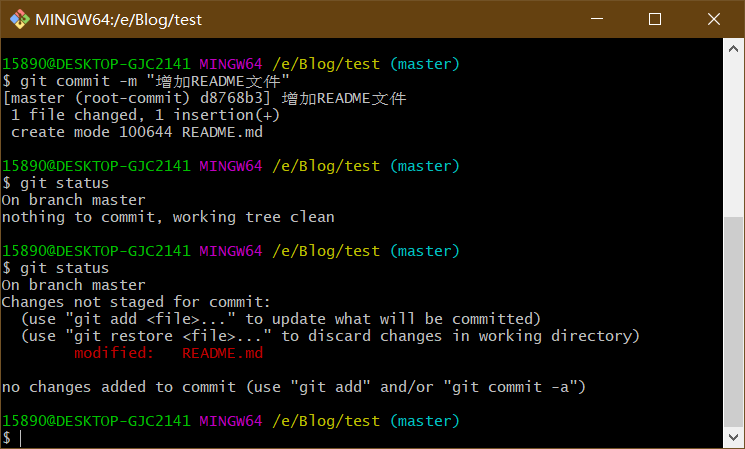 MINGW64:/e/Blog/test
15890@DESKTOP-GJC2141 MINGW64 /e/Blog/test (master)
$ git commit -m "增加README文件"
[master (root-commit) d8768b3] 增加README文件
 1 file changed, 1 insertion(+)
 create mode 100644 README.md
15890@DESKTOP-GJC2141 MINGW64 /e/Blog/test (master)
$ git status
On branch master
nothing to commit, working tree clean
15890@DESKTOP-GJC2141 MINGW64 /e/Blog/test (master)
$ git status
On branch master
Changes not staged for commit:
  (use "git add <file>..." to update what will be committed)
  (use "git restore <file>..." to discard changes in working directory)
        modified:   README.md
no changes added to commit (use "git add" and/or "git commit -a")
15890@DESKTOP-GJC2141 MINGW64 /e/Blog/test (master)
$